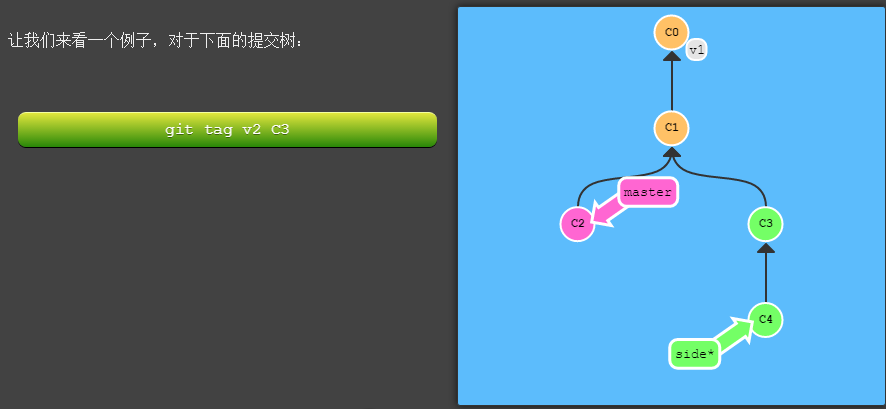 让我们来看一个例子，对于下面的提交树：
git tag v2 C3
C0
v1
C1
master
C2
C3
C4
side*